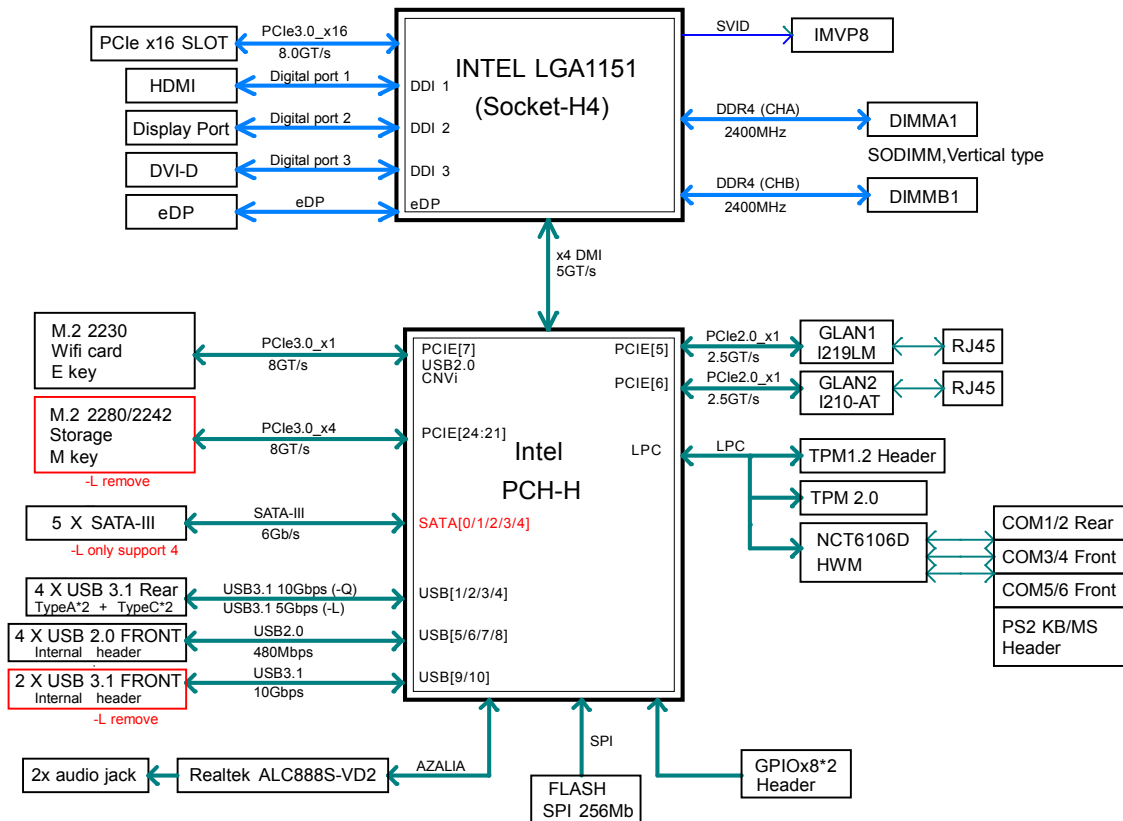 PCIe x16 SLOT
PCIe3.0_x16
8.0GT/s
HDMI
Digital port 1
DDI 1
Display Port
Digital port 2
DDI 2
DVI-D
Digital port 3
DDI 3
eDP
eDP
eDP
INTEL LGA1151
(Socket-H4)
SVID
IMVP8
DDR4 (CHA)
2400MHz
DIMMA1
SODIMM,Vertical type
DDR4 (CHB)
2400MHz
DIMMB1
x4 DMI
5GT/s
M.2 2230
Wifi card
E key
PCIe3.0_x1
8GT/s
PCIE[7]
USB2.0
CNVi
M.2 2280/2242
Storage
M key
-L remove
PCIe3.0_x4
8GT/s
PCIE[24:21]
5 X SATA-III
-L only support 4
SATA-III
6Gb/s
SATA[0/1/2/3/4]
4 X USB 3.1 Rear
TypeA*2 + TypeC*2
USB3.1 10Gbps (-Q)
USB3.1 5Gbps (-L)
USB[1/2/3/4]
4 X USB 2.0 FRONT
Internal header
USB2.0
480Mbps
USB[5/6/7/8]
2 X USB 3.1 FRONT
Internal header
-L remove
USB3.1
10Gbps
USB[9/10]
Intel
PCH-H
PCIE[5]
PCIe2.0_x1
2.5GT/s
GLAN1
I219LM
RJ45
PCIE[6]
PCIe2.0_x1
2.5GT/s
GLAN2
I210-AT
RJ45
LPC
LPC
TPM1.2 Header
TPM 2.0
NCT6106D
HWM
COM1/2 Rear
COM3/4 Front
COM5/6 Front
PS2 KB/MS
Header
2x audio jack
Realtek ALC888S-VD2
AZALIA
SPI
FLASH
SPI 256Mb
GPIOx8*2
Header